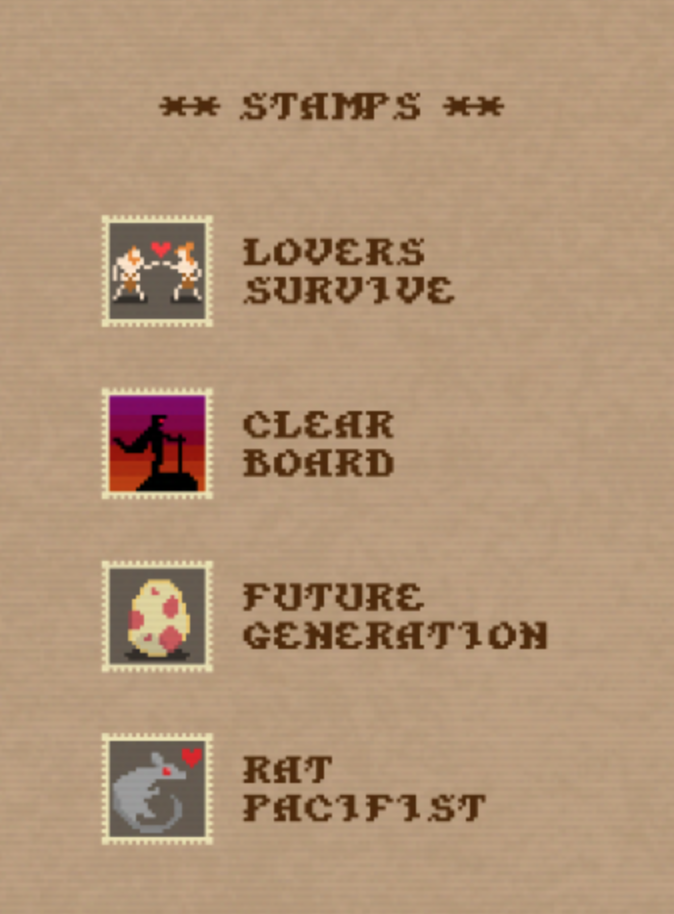 ** STAMPS **
LOVERS
SURVIVE
CLEAR
BOARD
FUTURE
GENERATION
RAT
PACIFIST